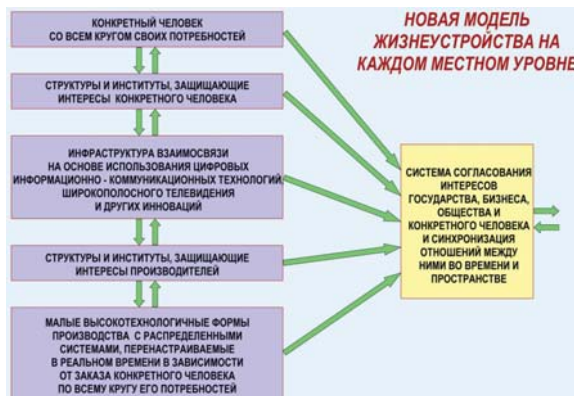 НОВАЯ МОДЕЛЬ
ЖИЗНЕУСТРОЙСТВА НА
КАЖДОМ МЕСТНОМ УРОВНЕ
КОНКРЕТНЫЙ ЧЕЛОВЕК
СО ВСЕМ КРУГОМ СВОИХ ПОТРЕБНОСТЕЙ
СТРУКТУРЫ И ИНСТИТУТЫ, ЗАЩИЩАЮЩИЕ
ИНТЕРЕСЫ КОНКРЕТНОГО ЧЕЛОВЕКА
ИНФРАСТРУКТУРА ВЗАИМОСВЯЗИ
НА ОСНОВЕ ИСПОЛЬЗОВАНИЯ ЦИФРОВЫХ
ИНФОРМАЦИОННО - КОММУНИКАЦИОННЫХ ТЕХНОЛОГИЙ,
ШИРОКОПОЛОСНОГО ТЕЛЕВИДЕНИЯ
И ДРУГИХ ИННОВАЦИЙ
СТРУКТУРЫ И ИНСТИТУТЫ, ЗАЩИЩАЮЩИЕ
ИНТЕРЕСЫ ПРОИЗВОДИТЕЛЕЙ
МАЛЫЕ ВЫСОКОТЕХНОЛОГИЧНЫЕ ФОРМЫ
ПРОИЗВОДСТВА С РАСПРЕДЕЛЕННЫМИ
СИСТЕМАМИ, ПЕРЕНАСТРАИВАЕМЫЕ
В РЕАЛЬНОМ ВРЕМЕНИ В ЗАВИСИМОСТИ
ОТ ЗАКАЗА КОНКРЕТНОГО ЧЕЛОВЕКА
ПО ВСЕМУ КРУГУ ЕГО ПОТРЕБНОСТЕЙ
СИСТЕМА СОГЛАСОВАНИЯ
ИНТЕРЕСОВ
ГОСУДАРСТВА, БИЗНЕСА,
ОБЩЕСТВА И
КОНКРЕТНОГО ЧЕЛОВЕКА
И СИНХРОНИЗАЦИЯ
ОТНОШЕНИЙ МЕЖДУ
НИМИ ВО ВРЕМЕНИ И
ПРОСТРАНСТВЕ